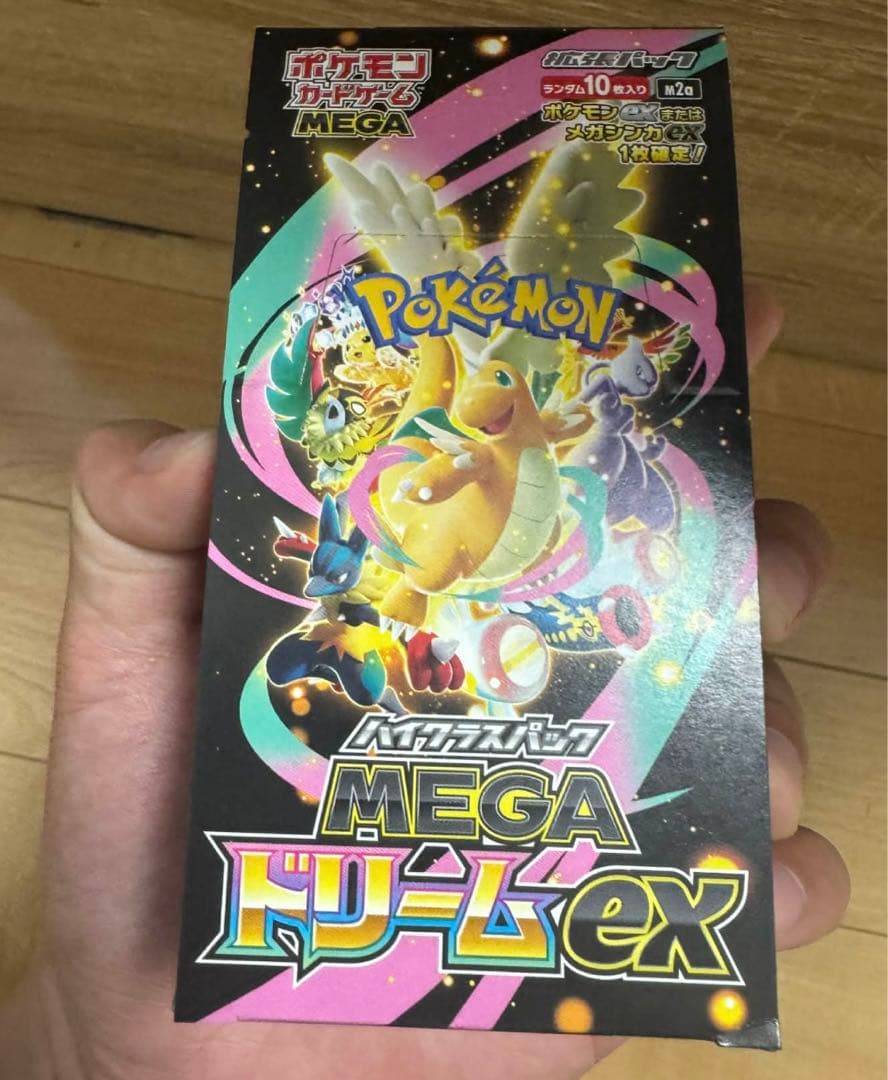 ポケモン
カードゲーム
MEGA
拡張パック
ランダム10枚入り M2a
ポケモンexまたは
メガシンカex
1枚確定!
POKéMON
ハイクラスパック
MEGA
ドリームex